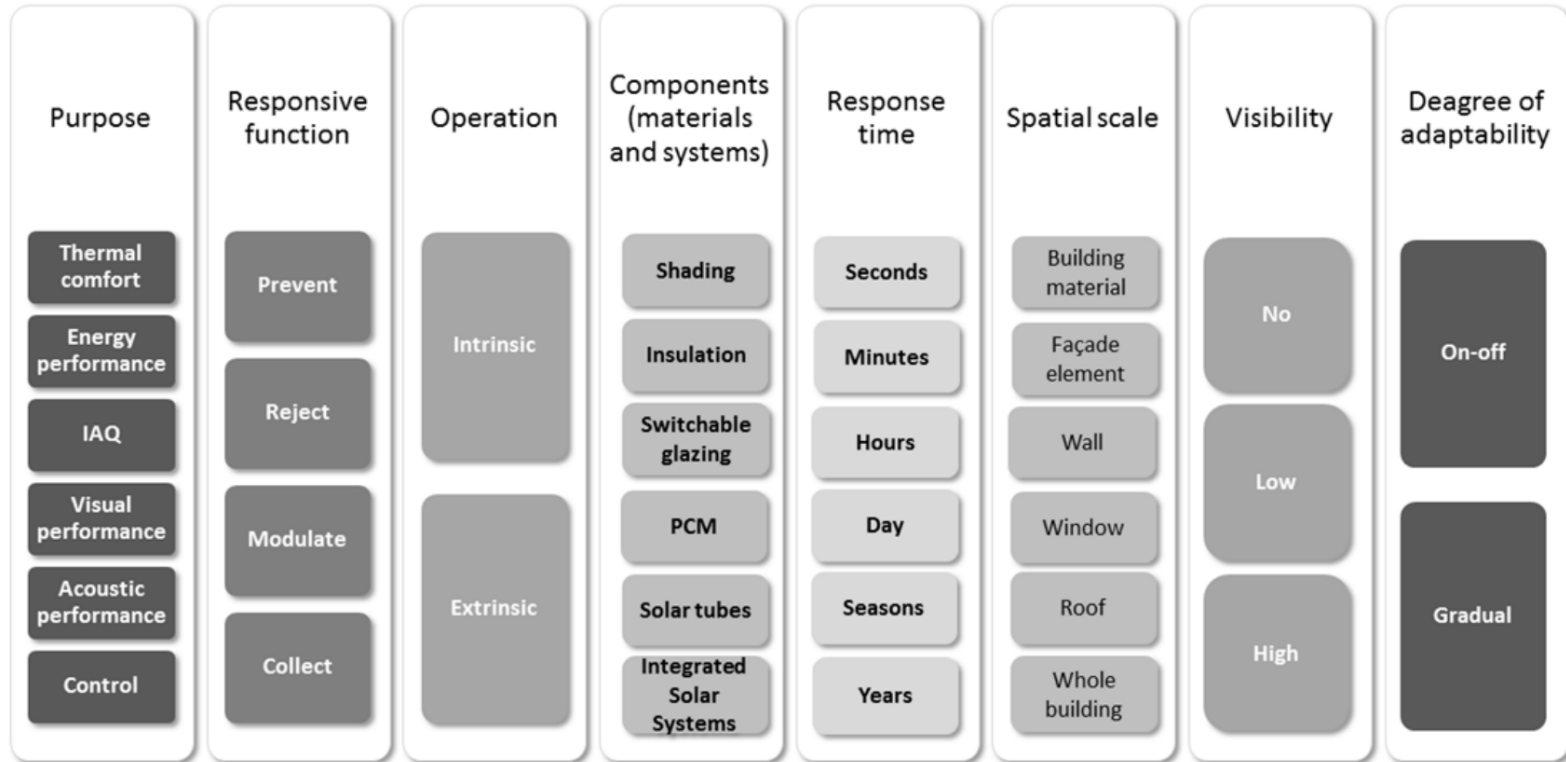 Purpose
Thermal
comfort
Energy
performance
IAQ
Visual
performance
Acoustic
performance
Control
Responsive
function
Prevent
Reject
Modulate
Collect
Operation
Intrinsic
Extrinsic
Components
(materials
and systems)
Shading
Insulation
Switchable
glazing
PCM
Solar tubes
Integrated
Solar
Systems
Response
time
Seconds
Minutes
Hours
Day
Seasons
Years
Spatial scale
Building
material
Façade
element
Wall
Window
Roof
Whole
building
Visibility
No
Low
High
Deagree of
adaptability
On-off
Gradual